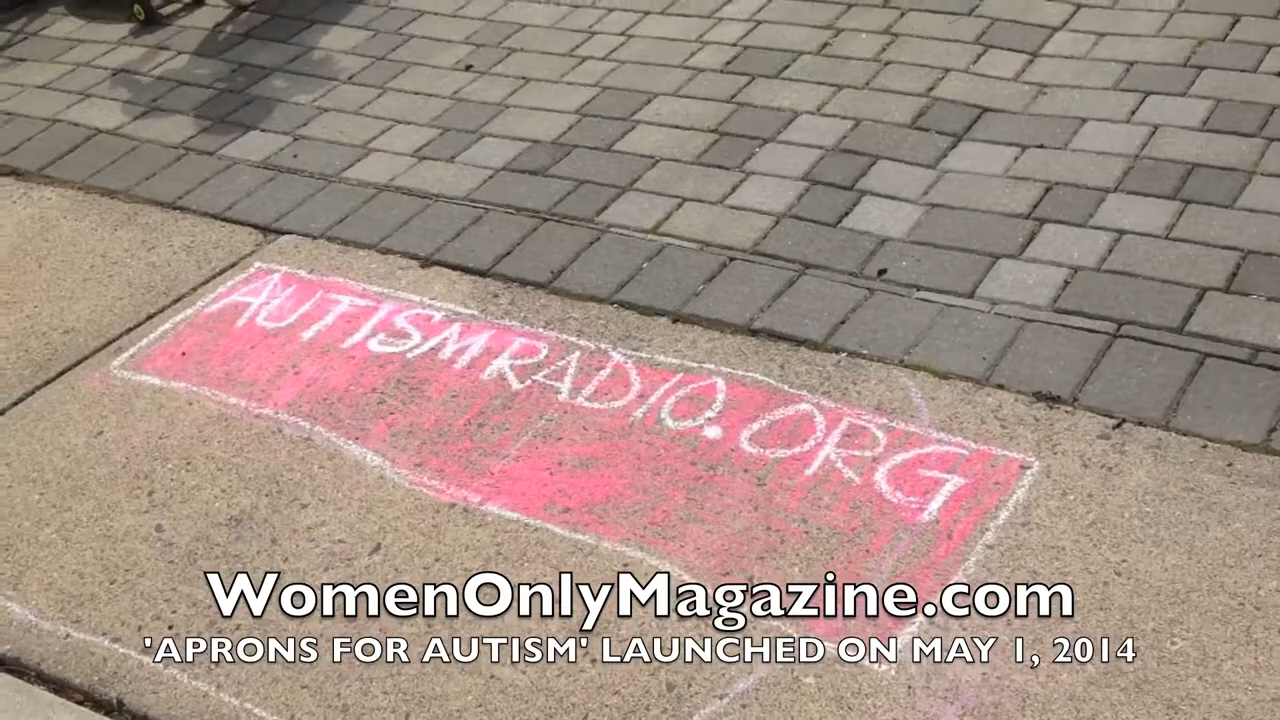 AUTISMRADIO.ORG
WomenOnlyMagazine.com
'APRONS FOR AUTISM' LAUNCHED ON MAY 1, 2014